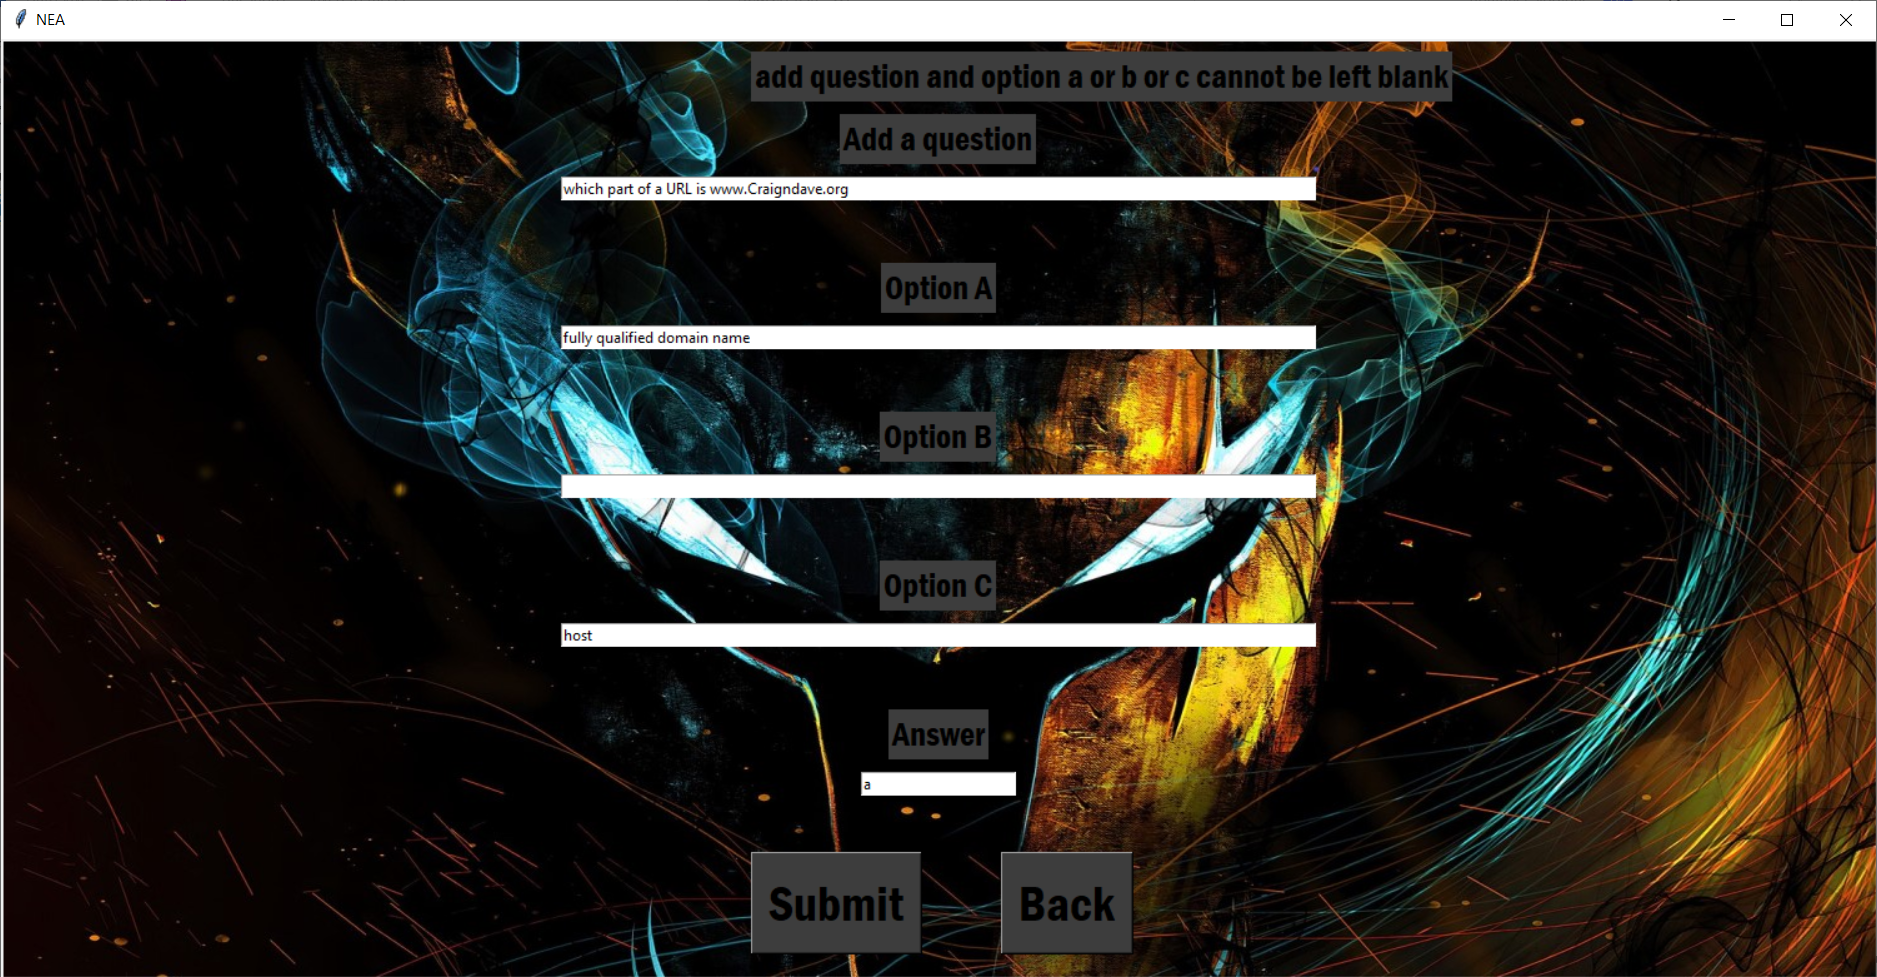 NEA
add question and option a or b or c cannot be left blank
Add a question
which part of a URL is www.Craigndave.org
Option A
fully qualified domain name
Option B
Option C
host
Answer
a
Submit
Back